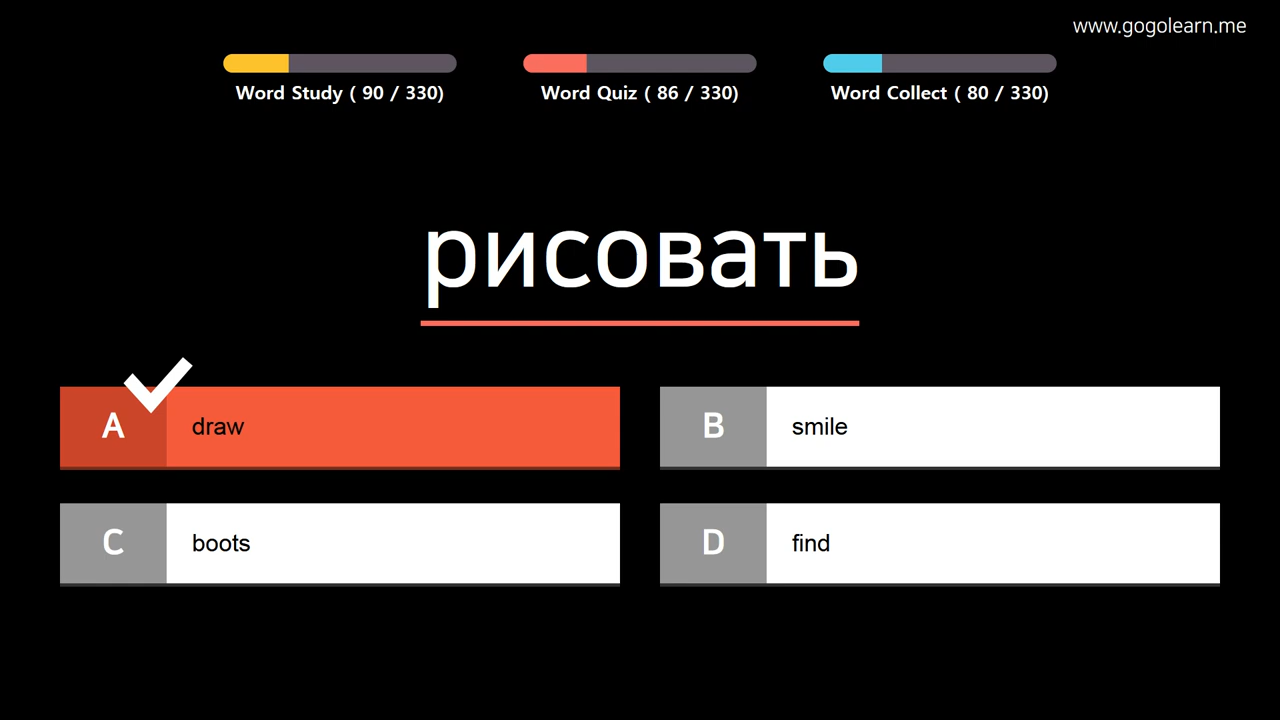 www.gogolearn.me
Word Study ( 90 / 330)
Word Quiz ( 86 / 330)
Word Collect ( 80 / 330)
рисовать
A draw
B smile
C boots
D find